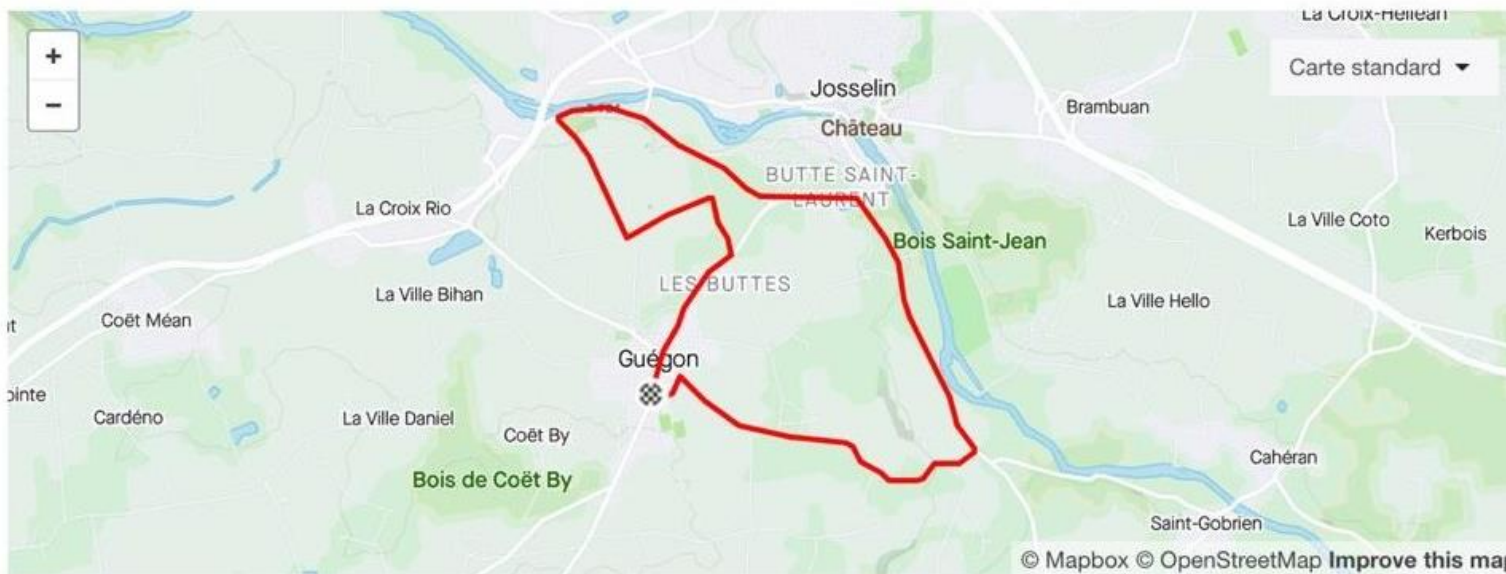 La Croix-Helléan
+
Carte standard
−
Josselin
Brambuan
Château
BUTTE SAINT-
LAURENT
La Croix Rio
La Ville Coto
Kerbois
Bois Saint-Jean
LES BUTTES
La Ville Bihan
La Ville Hello
Coët Méan
Guégon
Cardéno
La Ville Daniel
Coët By
Cahéran
Bois de Coët By
Saint-Gobrien
© Mapbox © OpenStreetMap Improve this map